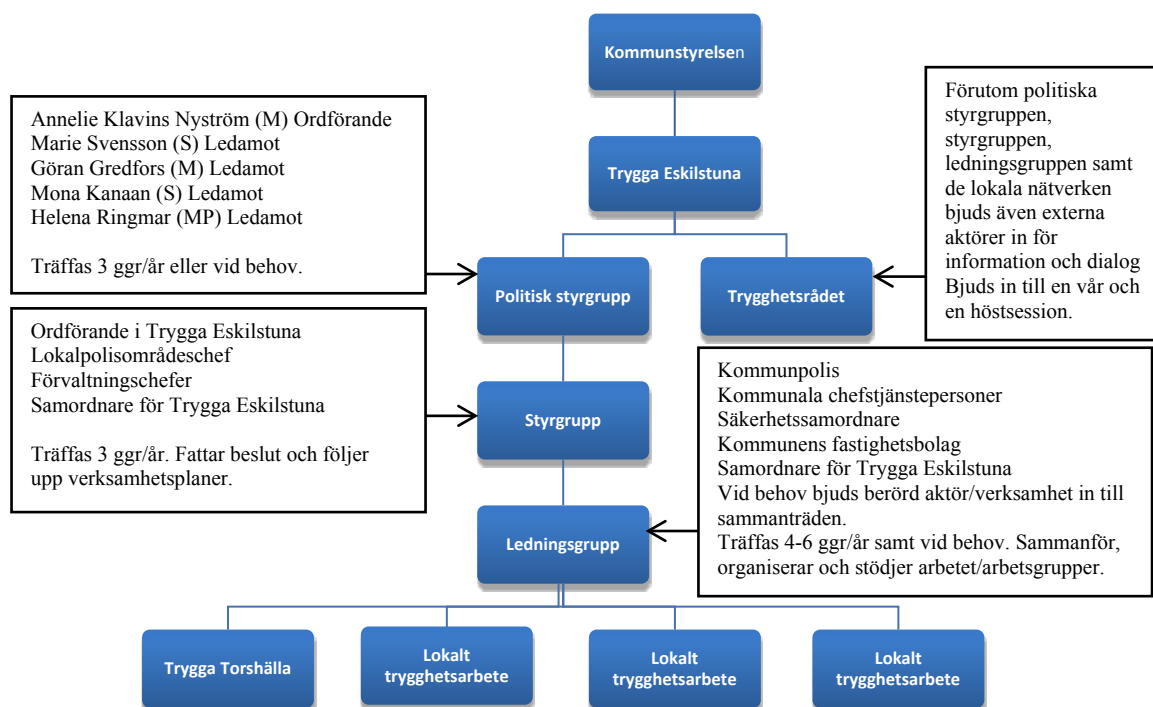 Kommunstyrelsen
Trygga Eskilstuna
Annelie Klavins Nyström (M) Ordförande
Marie Svensson (S) Ledamot
Göran Gredfors (M) Ledamot
Mona Kanaan (S) Ledamot
Helena Ringmar (MP) Ledamot
Träffas 3 ggr/år eller vid behov.
Förutom politiska
styrgruppen,
styrgruppen,
ledningsgruppen samt
de lokala nätverken
bjuds även externa
aktörer in för
information och dialog
Bjuds in till en vår och
en höstsession.
Politisk styrgrupp
Trygghetsrådet
Ordförande i Trygga Eskilstuna
Lokalpolisområdeschef
Förvaltningschefer
Samordnare för Trygga Eskilstuna
Träffas 3 ggr/år. Fattar beslut och följer
upp verksamhetsplaner.
Styrgrupp
Kommunpolis
Kommunala chefstjänstepersoner
Säkerhetssamordnare
Kommunens fastighetsbolag
Samordnare för Trygga Eskilstuna
Vid behov bjuds berörd aktör/verksamhet in till
sammanträden.
Träffas 4-6 ggr/år samt vid behov. Sammanför,
organiserar och stödjer arbetet/arbetsgrupper.
Ledningsgrupp
Trygga Torshälla
Lokalt
trygghetsarbete
Lokalt
trygghetsarbete
Lokalt
trygghetsarbete